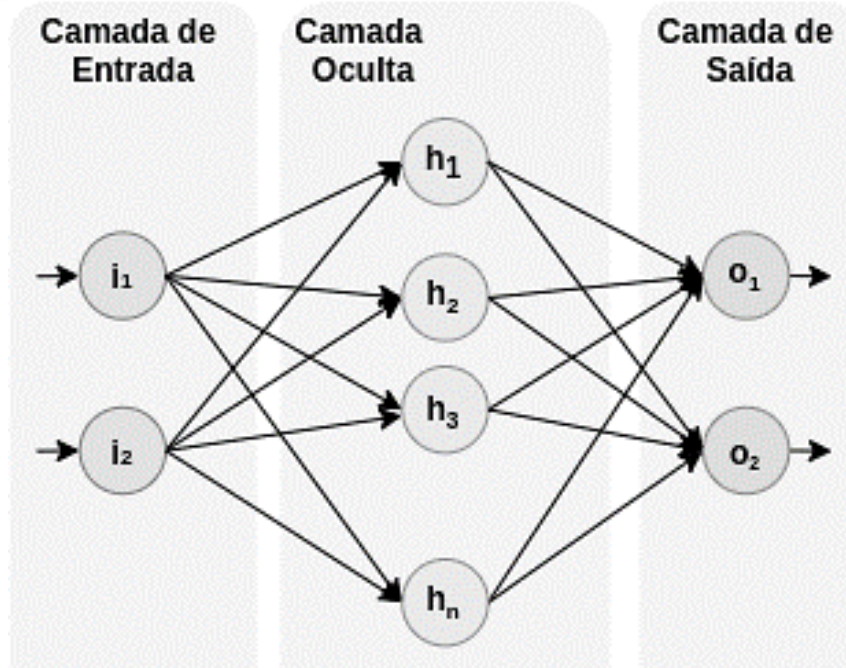 Camada de
Entrada
Camada
Oculta
Camada de
Saída
i₁
i₂
h₁
h₂
h₃
hₙ
o₁
o₂